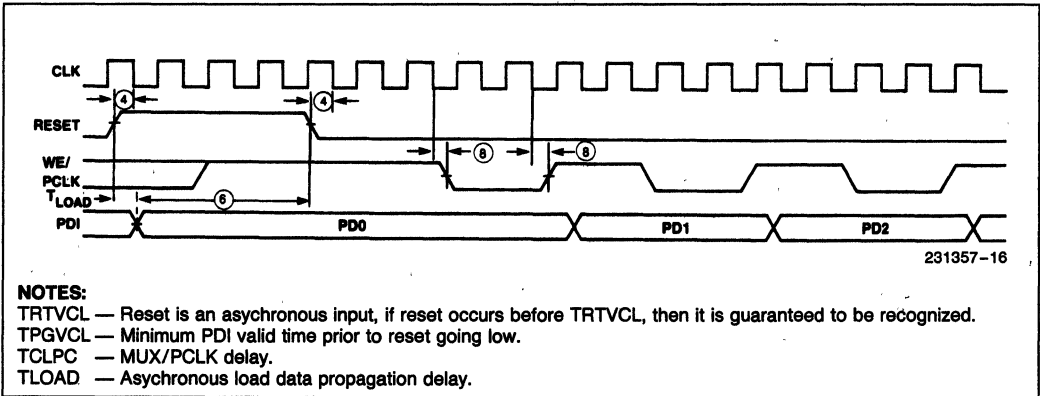 CLK
④ ④
RESET
⑧ ⑧
WE/
PCLK
TLOAD
⑥
PDI PD0 PD1 PD2
231357-16
NOTES:
TRTVCL — Reset is an asychronous input, if reset occurs before TRTVCL, then it is guaranteed to be recognized.
TPGVCL — Minimum PDI valid time prior to reset going low.
TCLPC — MUX/PCLK delay.
TLOAD — Asychronous load data propagation delay.